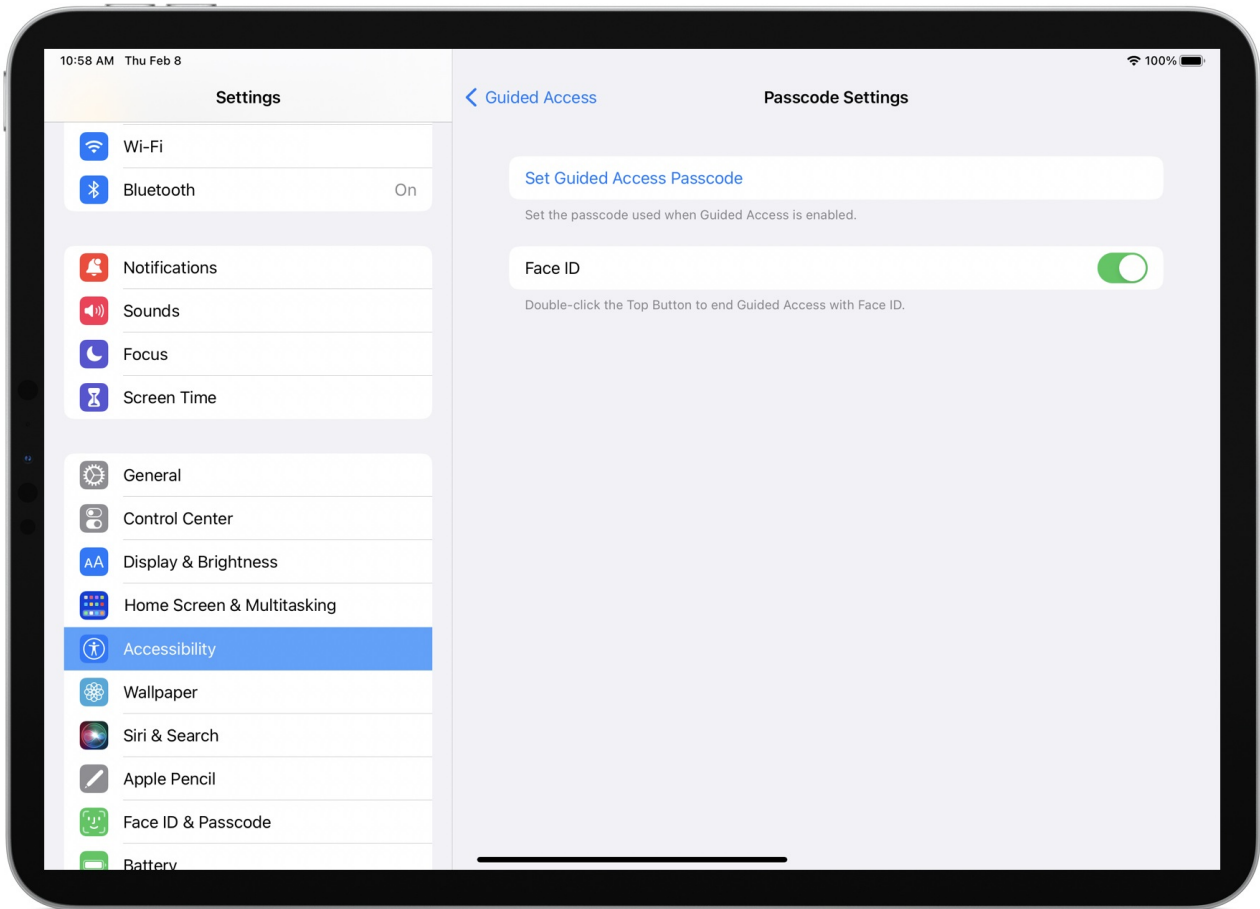 10:58 AM Thu Feb 8
100%
Settings
Wi-Fi
Bluetooth
On
Notifications
Sounds
Focus
Screen Time
General
Control Center
AA
Display & Brightness
Home Screen & Multitasking
Accessibility
Wallpaper
Siri & Search
Apple Pencil
Face ID & Passcode
Battery
Guided Access
Passcode Settings
Set Guided Access Passcode
Set the passcode used when Guided Access is enabled.
Face ID
Double-click the Top Button to end Guided Access with Face ID.